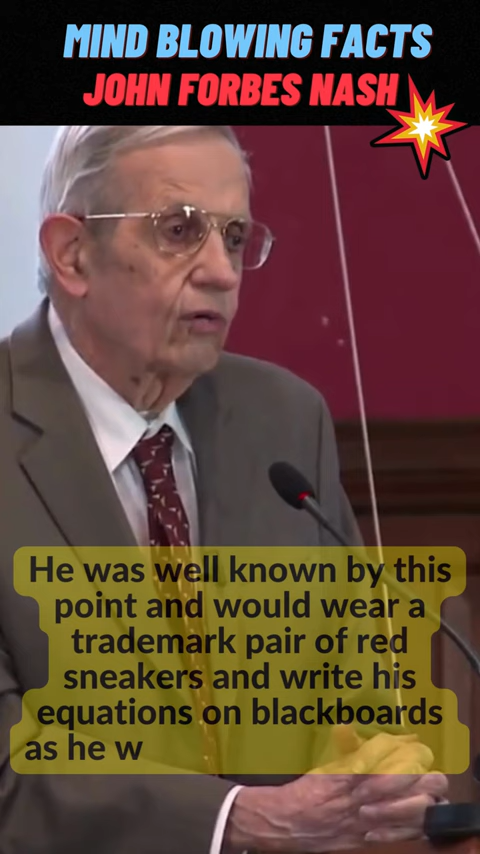 MIND BLOWING FACTS
JOHN FORBES NASH
He was well known by this
point and would wear a
trademark pair of red
sneakers and write his
equations on blackboards
as he w